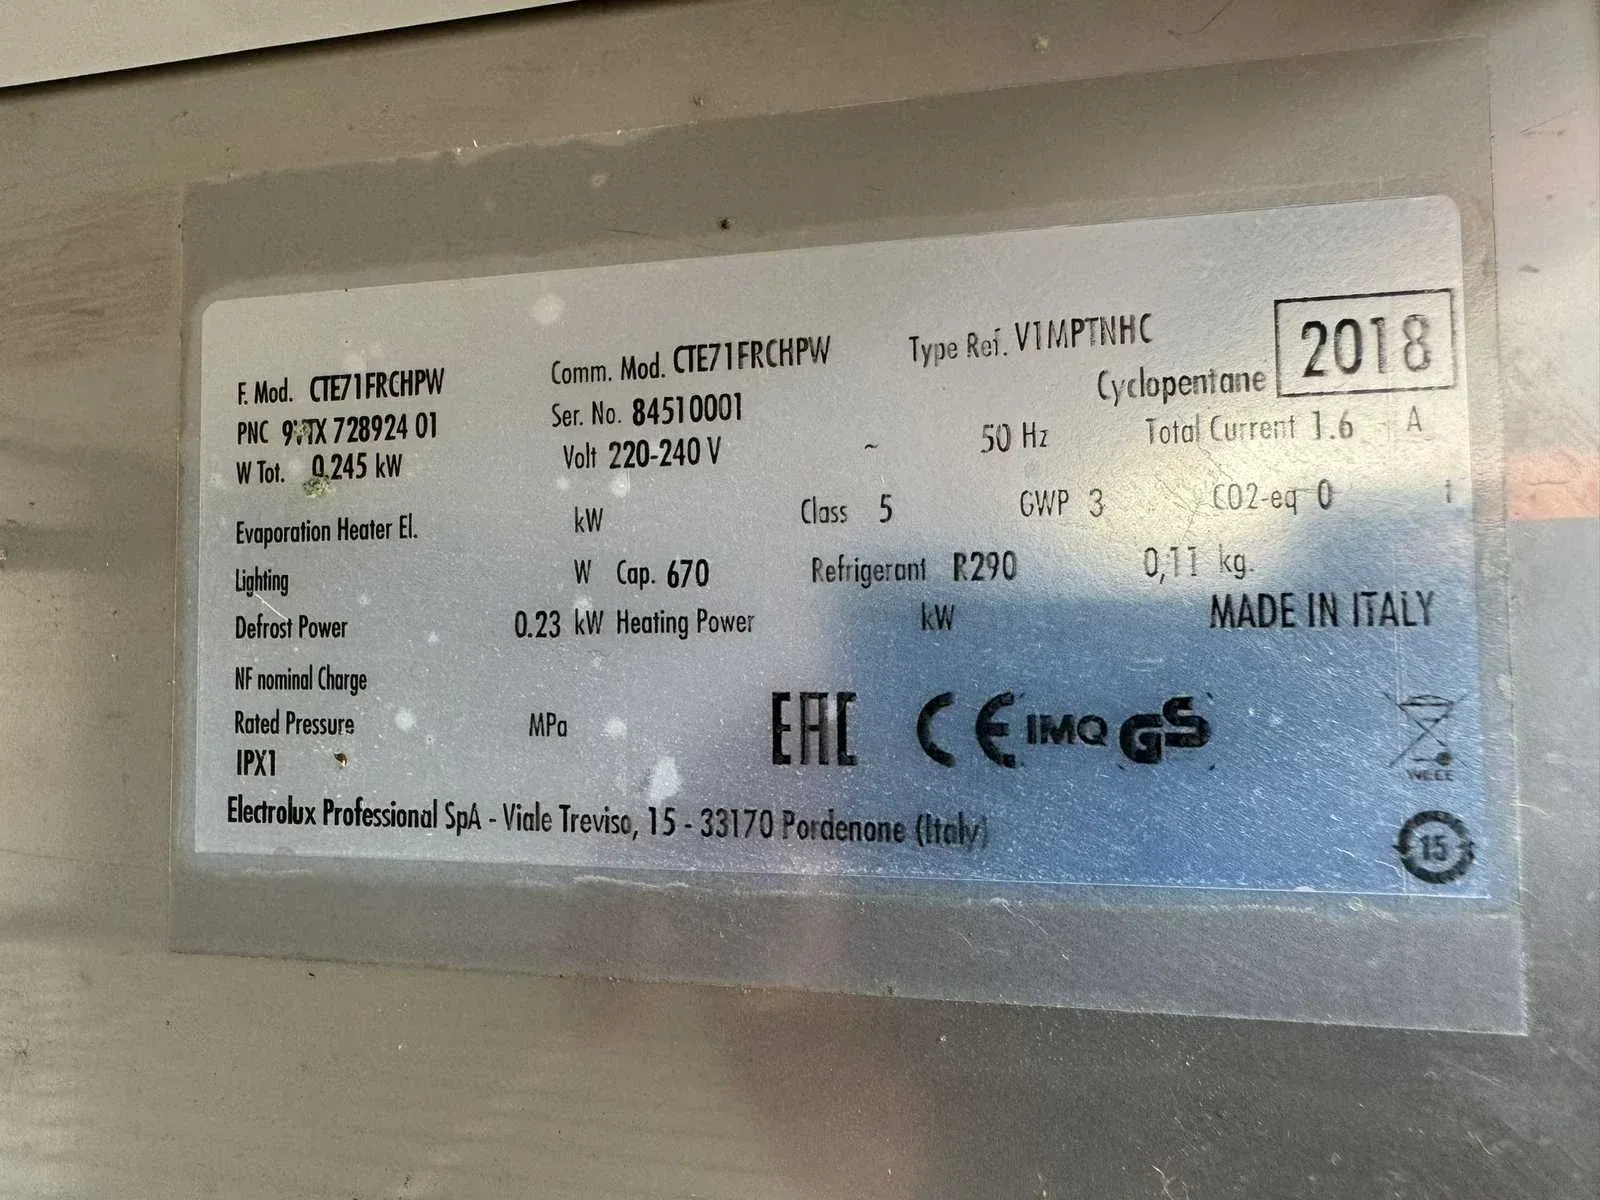 F. Mod. CTE71FRCHPW Comm. Mod. CTE71FRCHPW Type Ref. V1MPTNHC 2018
Cyclopentane
PNC 9VTX 728924 01 Ser. No. 84510001
W Tot. 0.245 kW Volt 220-240 V ~ 50 Hz Total Current 1.6 A
Evaporation Heater El. kW Class 5 GWP 3 CO2-eq 0 t
Lighting W Cap. 670 Refrigerant R290 0,11 kg.
Defrost Power 0.23 kW Heating Power kW MADE IN ITALY
NF nominal Charge
Rated Pressure MPa
IPX1
EAC CE IMQ GS
WEEE
Electrolux Professional SpA - Viale Treviso, 15 - 33170 Pordenone (Italy)
15